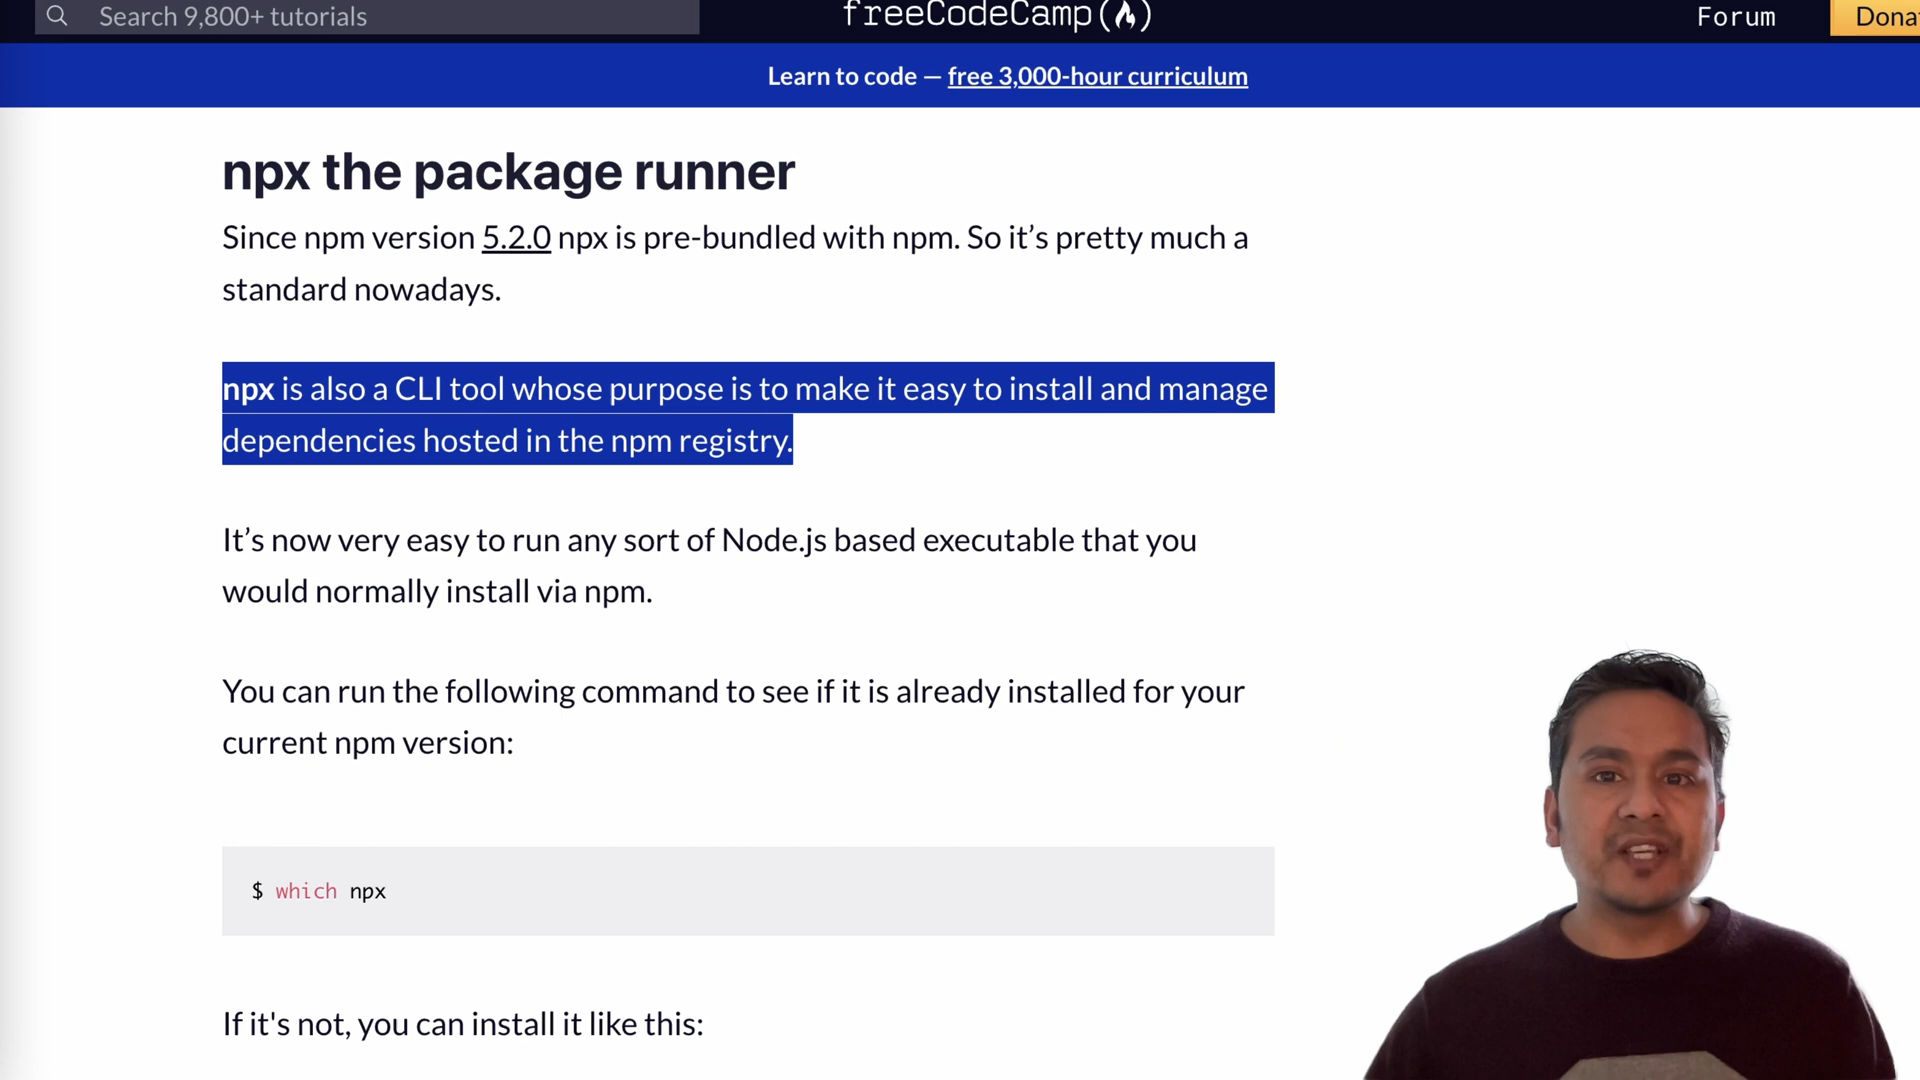 Search 9,800+ tutorials
freeCodeCamp
Forum
Dona
Learn to code — free 3,000-hour curriculum
npx the package runner
Since npm version 5.2.0 npx is pre-bundled with npm. So it’s pretty much a
standard nowadays.
npx is also a CLI tool whose purpose is to make it easy to install and manage
dependencies hosted in the npm registry.
It’s now very easy to run any sort of Node.js based executable that you
would normally install via npm.
You can run the following command to see if it is already installed for your
current npm version:
$ which npx
If it's not, you can install it like this: